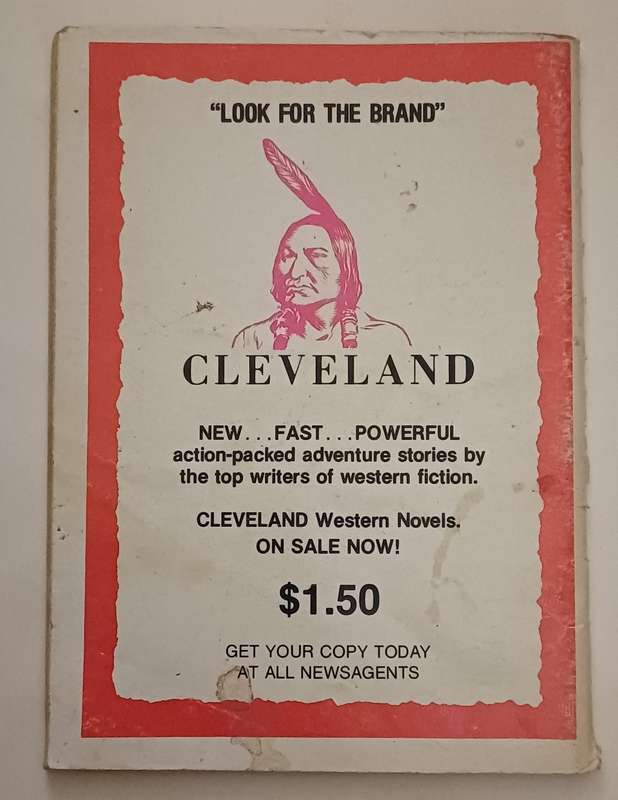 "LOOK FOR THE BRAND"
CLEVELAND
NEW...FAST...POWERFUL
action-packed adventure stories by
the top writers of western fiction.
CLEVELAND Western Novels.
ON SALE NOW!
$1.50
GET YOUR COPY TODAY
AT ALL NEWSAGENTS